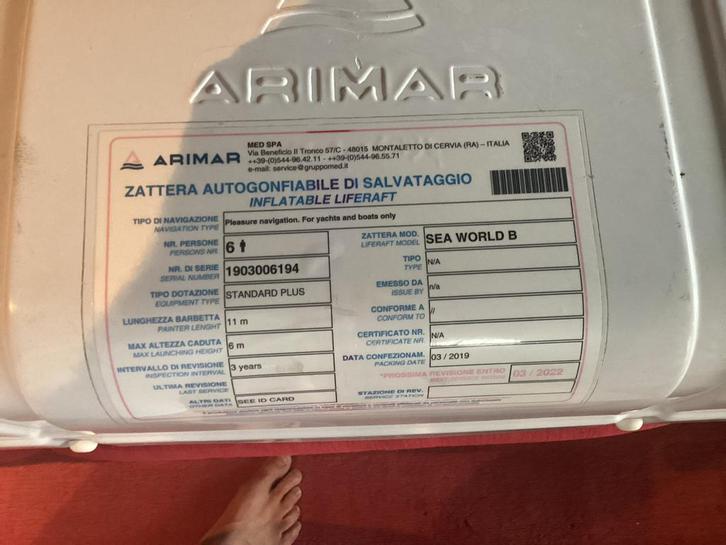 ARIMAR
ARIMAR
MED SPA
Via Beneficio II Tronco 57/C - 48015 MONTALETTO DI CERVIA (RA) – ITALIA
++39-(0)544-96.42.11 - ++39-(0)544-96.55.71
e-mail: service@gruppomed.it
ZATTERA AUTOGONFIABILE DI SALVATAGGIO
INFLATABLE LIFERAFT
TIPO DI NAVIGAZIONE
NAVIGATION TYPE
Pleasure navigation. For yachts and boats only
NR. PERSONE
PERSONS NR.
6
ZATTERA MOD.
LIFERAFT MODEL
SEA WORLD B
NR. DI SERIE
SERIAL NUMBER
1903006194
TIPO
TYPE
N/A
TIPO DOTAZIONE
EQUIPMENT TYPE
STANDARD PLUS
EMESSO DA
ISSUE BY
n/a
LUNGHEZZA BARBETTA
PAINTER LENGHT
11 m
CONFORME A
CONFORM TO
//
MAX ALTEZZA CADUTA
MAX LAUNCHING HEIGHT
6 m
CERTIFICATO NR.
CERTIFICATE NR.
N/A
INTERVALLO DI REVISIONE
INSPECTION INTERVAL
3 years
DATA CONFEZIONAM.
PACKING DATE
03 / 2019
ULTIMA REVISIONE
LAST SERVICE
*PROSSIMA REVISIONE ENTRO
NEXT SERVICE WITHIN
03 / 2022
ALTRI DATI
OTHER DATA
SEE ID CARD
STAZIONE DI REV.
SERVICE STATION